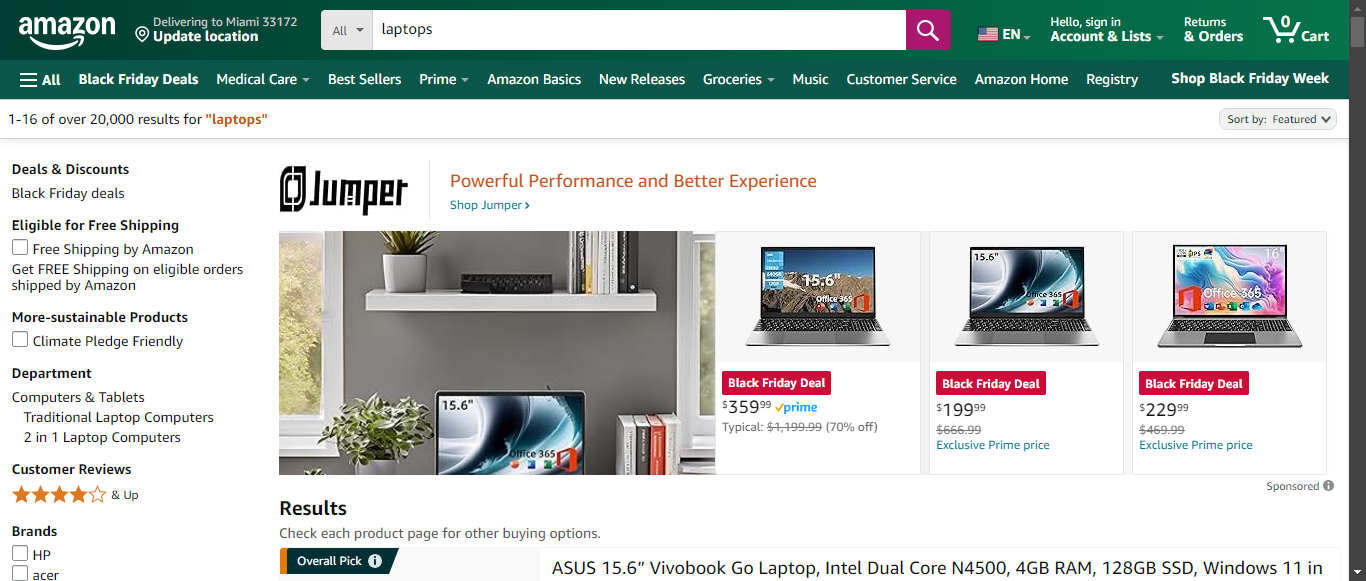 amazon
Delivering to Miami 33172
Update location
All
laptops
EN
Hello, sign in
Account & Lists
Returns
& Orders
0
Cart
All
Black Friday Deals
Medical Care
Best Sellers
Prime
Amazon Basics
New Releases
Groceries
Music
Customer Service
Amazon Home
Registry
Shop Black Friday Week
1-16 of over 20,000 results for "laptops"
Sort by: Featured
Deals & Discounts
Black Friday deals
Eligible for Free Shipping
Free Shipping by Amazon
Get FREE Shipping on eligible orders
shipped by Amazon
More-sustainable Products
Climate Pledge Friendly
Department
Computers & Tablets
Traditional Laptop Computers
2 in 1 Laptop Computers
Customer Reviews
& Up
Brands
HP
acer
Jumper
Powerful Performance and Better Experience
Shop Jumper
15.6"
Office 365
15.6"
Office 365
Black Friday Deal
$359.99 prime
Typical: $1,199.99 (70% off)
15.6"
Office 365
Black Friday Deal
$199.99
$666.99
Exclusive Prime price
16"
Office 365
Black Friday Deal
$229.99
$469.99
Exclusive Prime price
Sponsored
Results
Check each product page for other buying options.
Overall Pick
ASUS 15.6” Vivobook Go Laptop, Intel Dual Core N4500, 4GB RAM, 128GB SSD, Windows 11 in